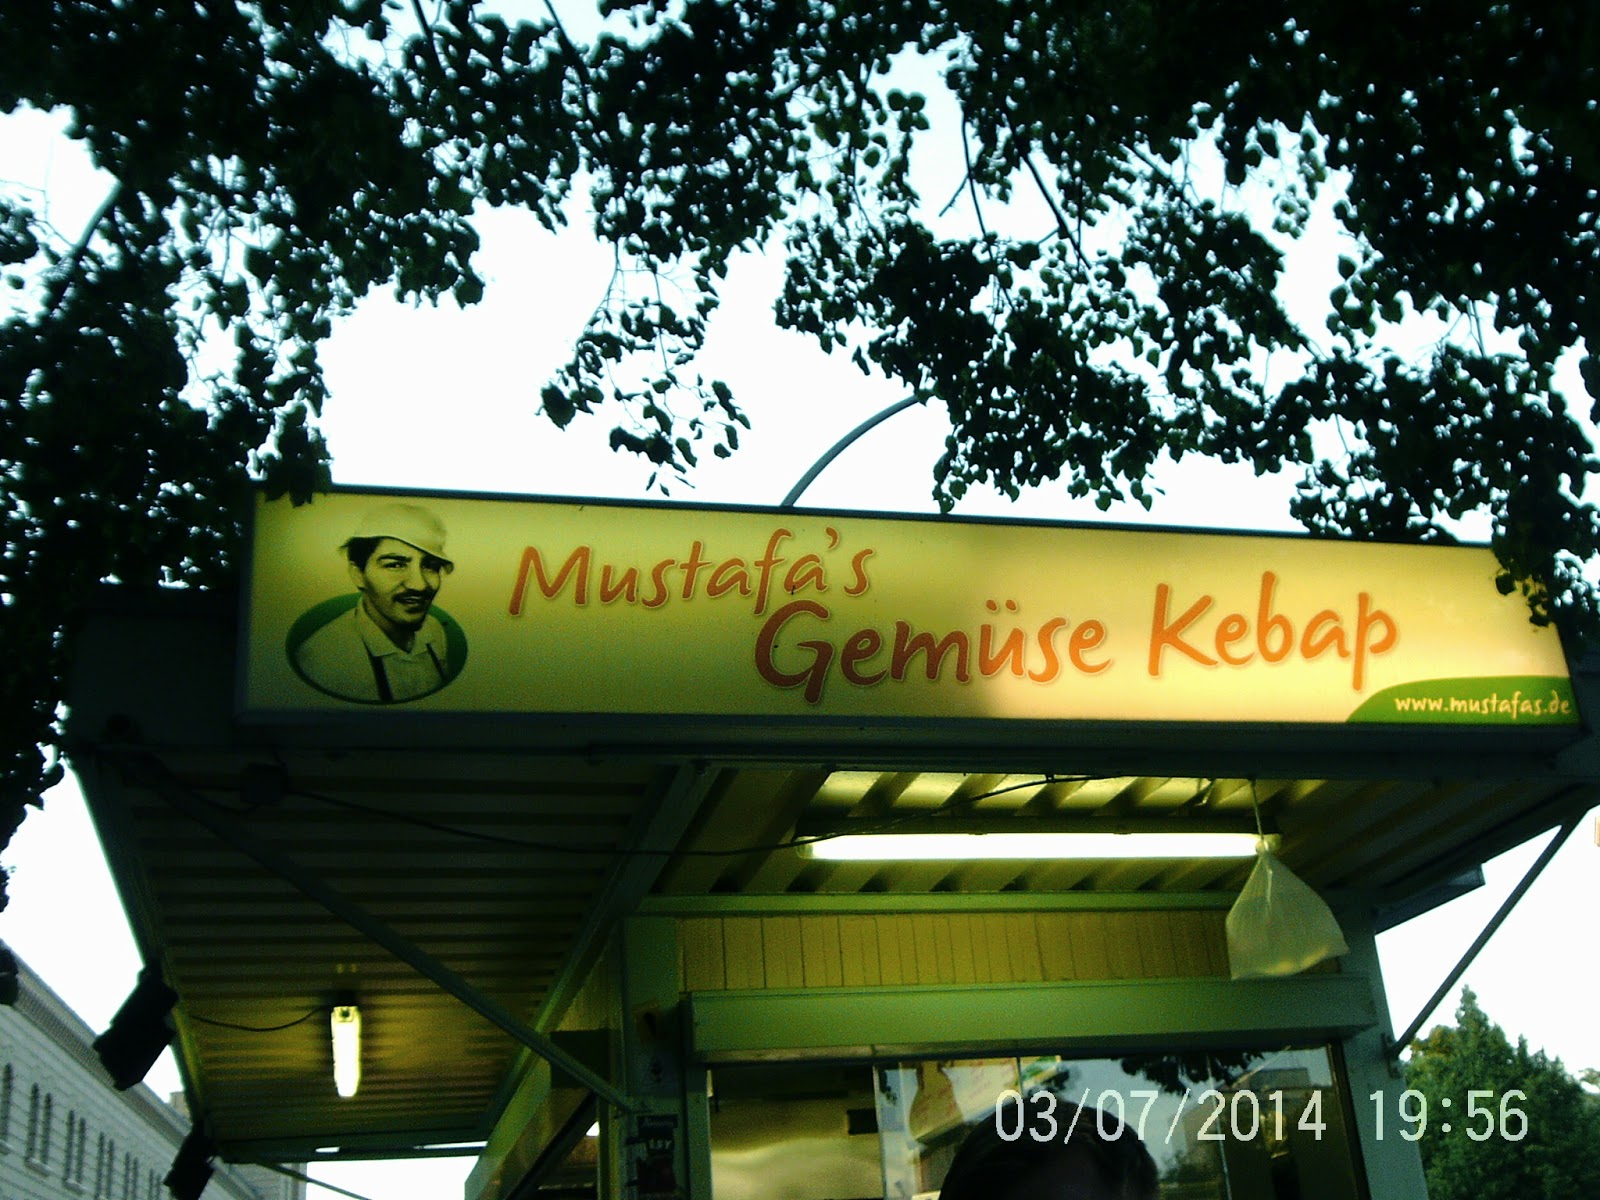 Mustafa's
Gemüse Kebap
www.mustafas.de
03/07/2014 19:56